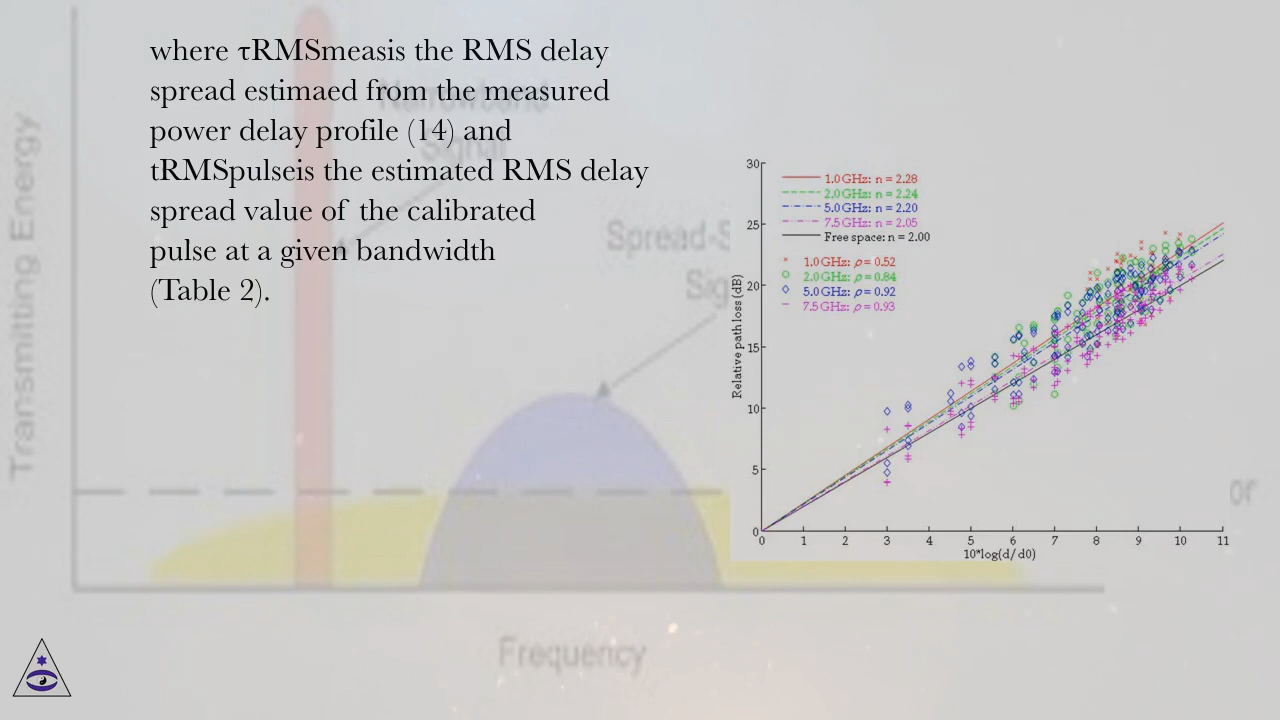 where τRMSmeasis the RMS delay
spread estimaed from the measured
power delay profile (14) and
tRMSpulseis the estimated RMS delay
spread value of the calibrated
pulse at a given bandwidth
(Table 2).
Transmitting Energy
Narrowband
Signal
Spread-S
Sig
or
Frequency
30
25
20
15
10
5
0
Relative path loss (dB)
1.0 GHz: n = 2.28
2.0 GHz: n = 2.24
5.0 GHz: n = 2.20
7.5 GHz: n = 2.05
Free space: n = 2.00
1.0 GHz: ρ = 0.52
2.0 GHz: ρ = 0.84
5.0 GHz: ρ = 0.92
7.5 GHz: ρ = 0.93
0 1 2 3 4 5 6 7 8 9 10 11
10*log(d/d0)